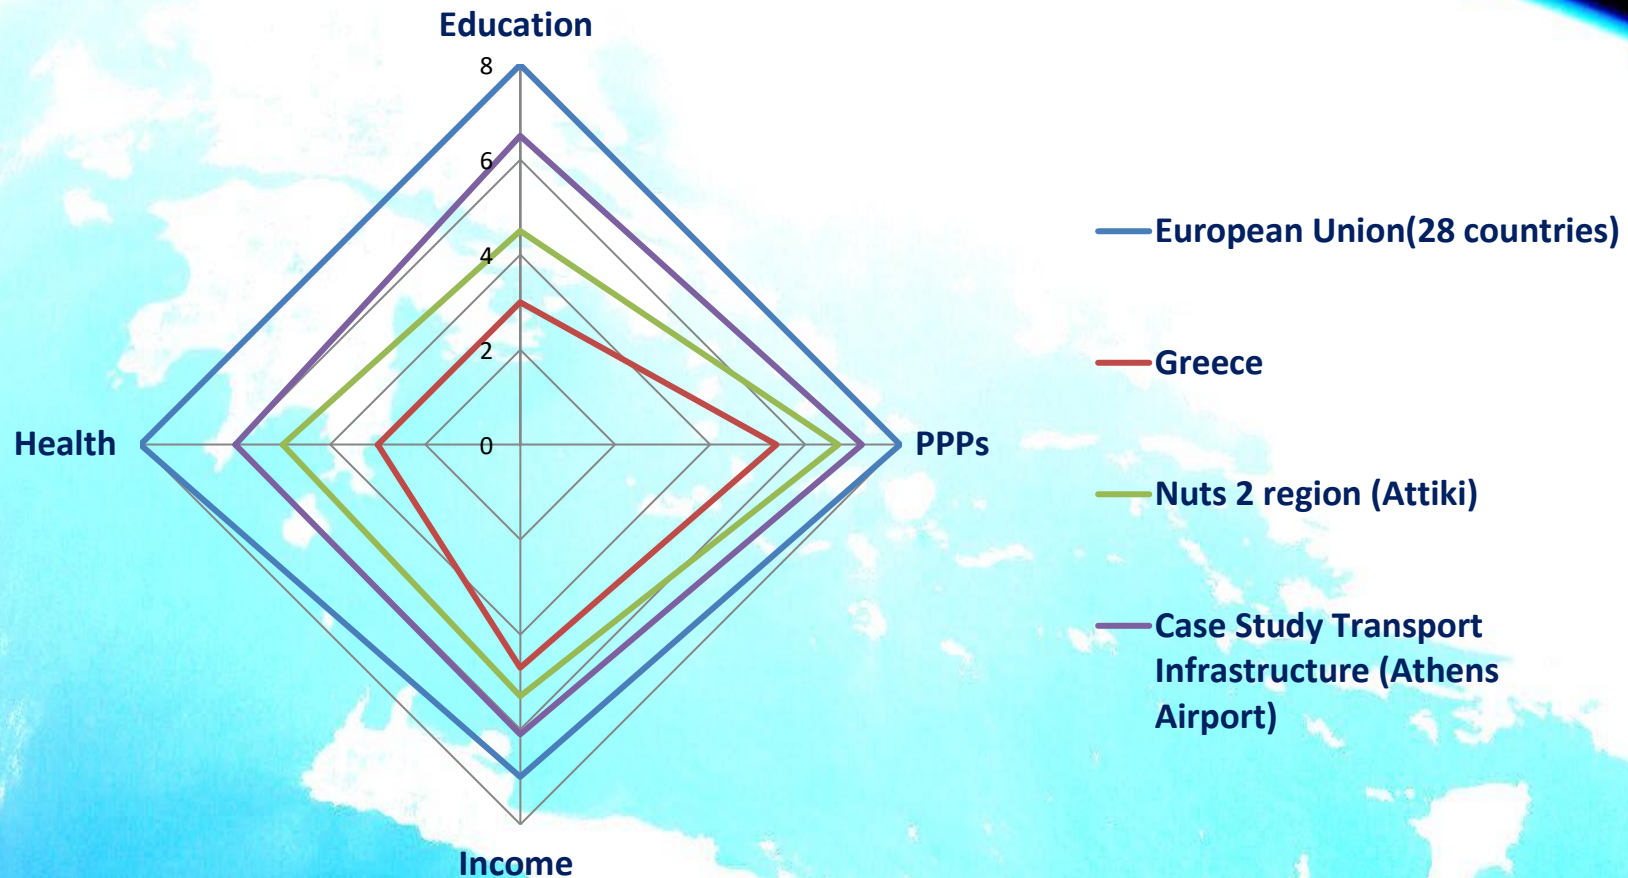 Education
8
6
4
2
0
Health
PPPs
Income
European Union(28 countries)
Greece
Nuts 2 region (Attiki)
Case Study Transport
Infrastructure (Athens
Airport)